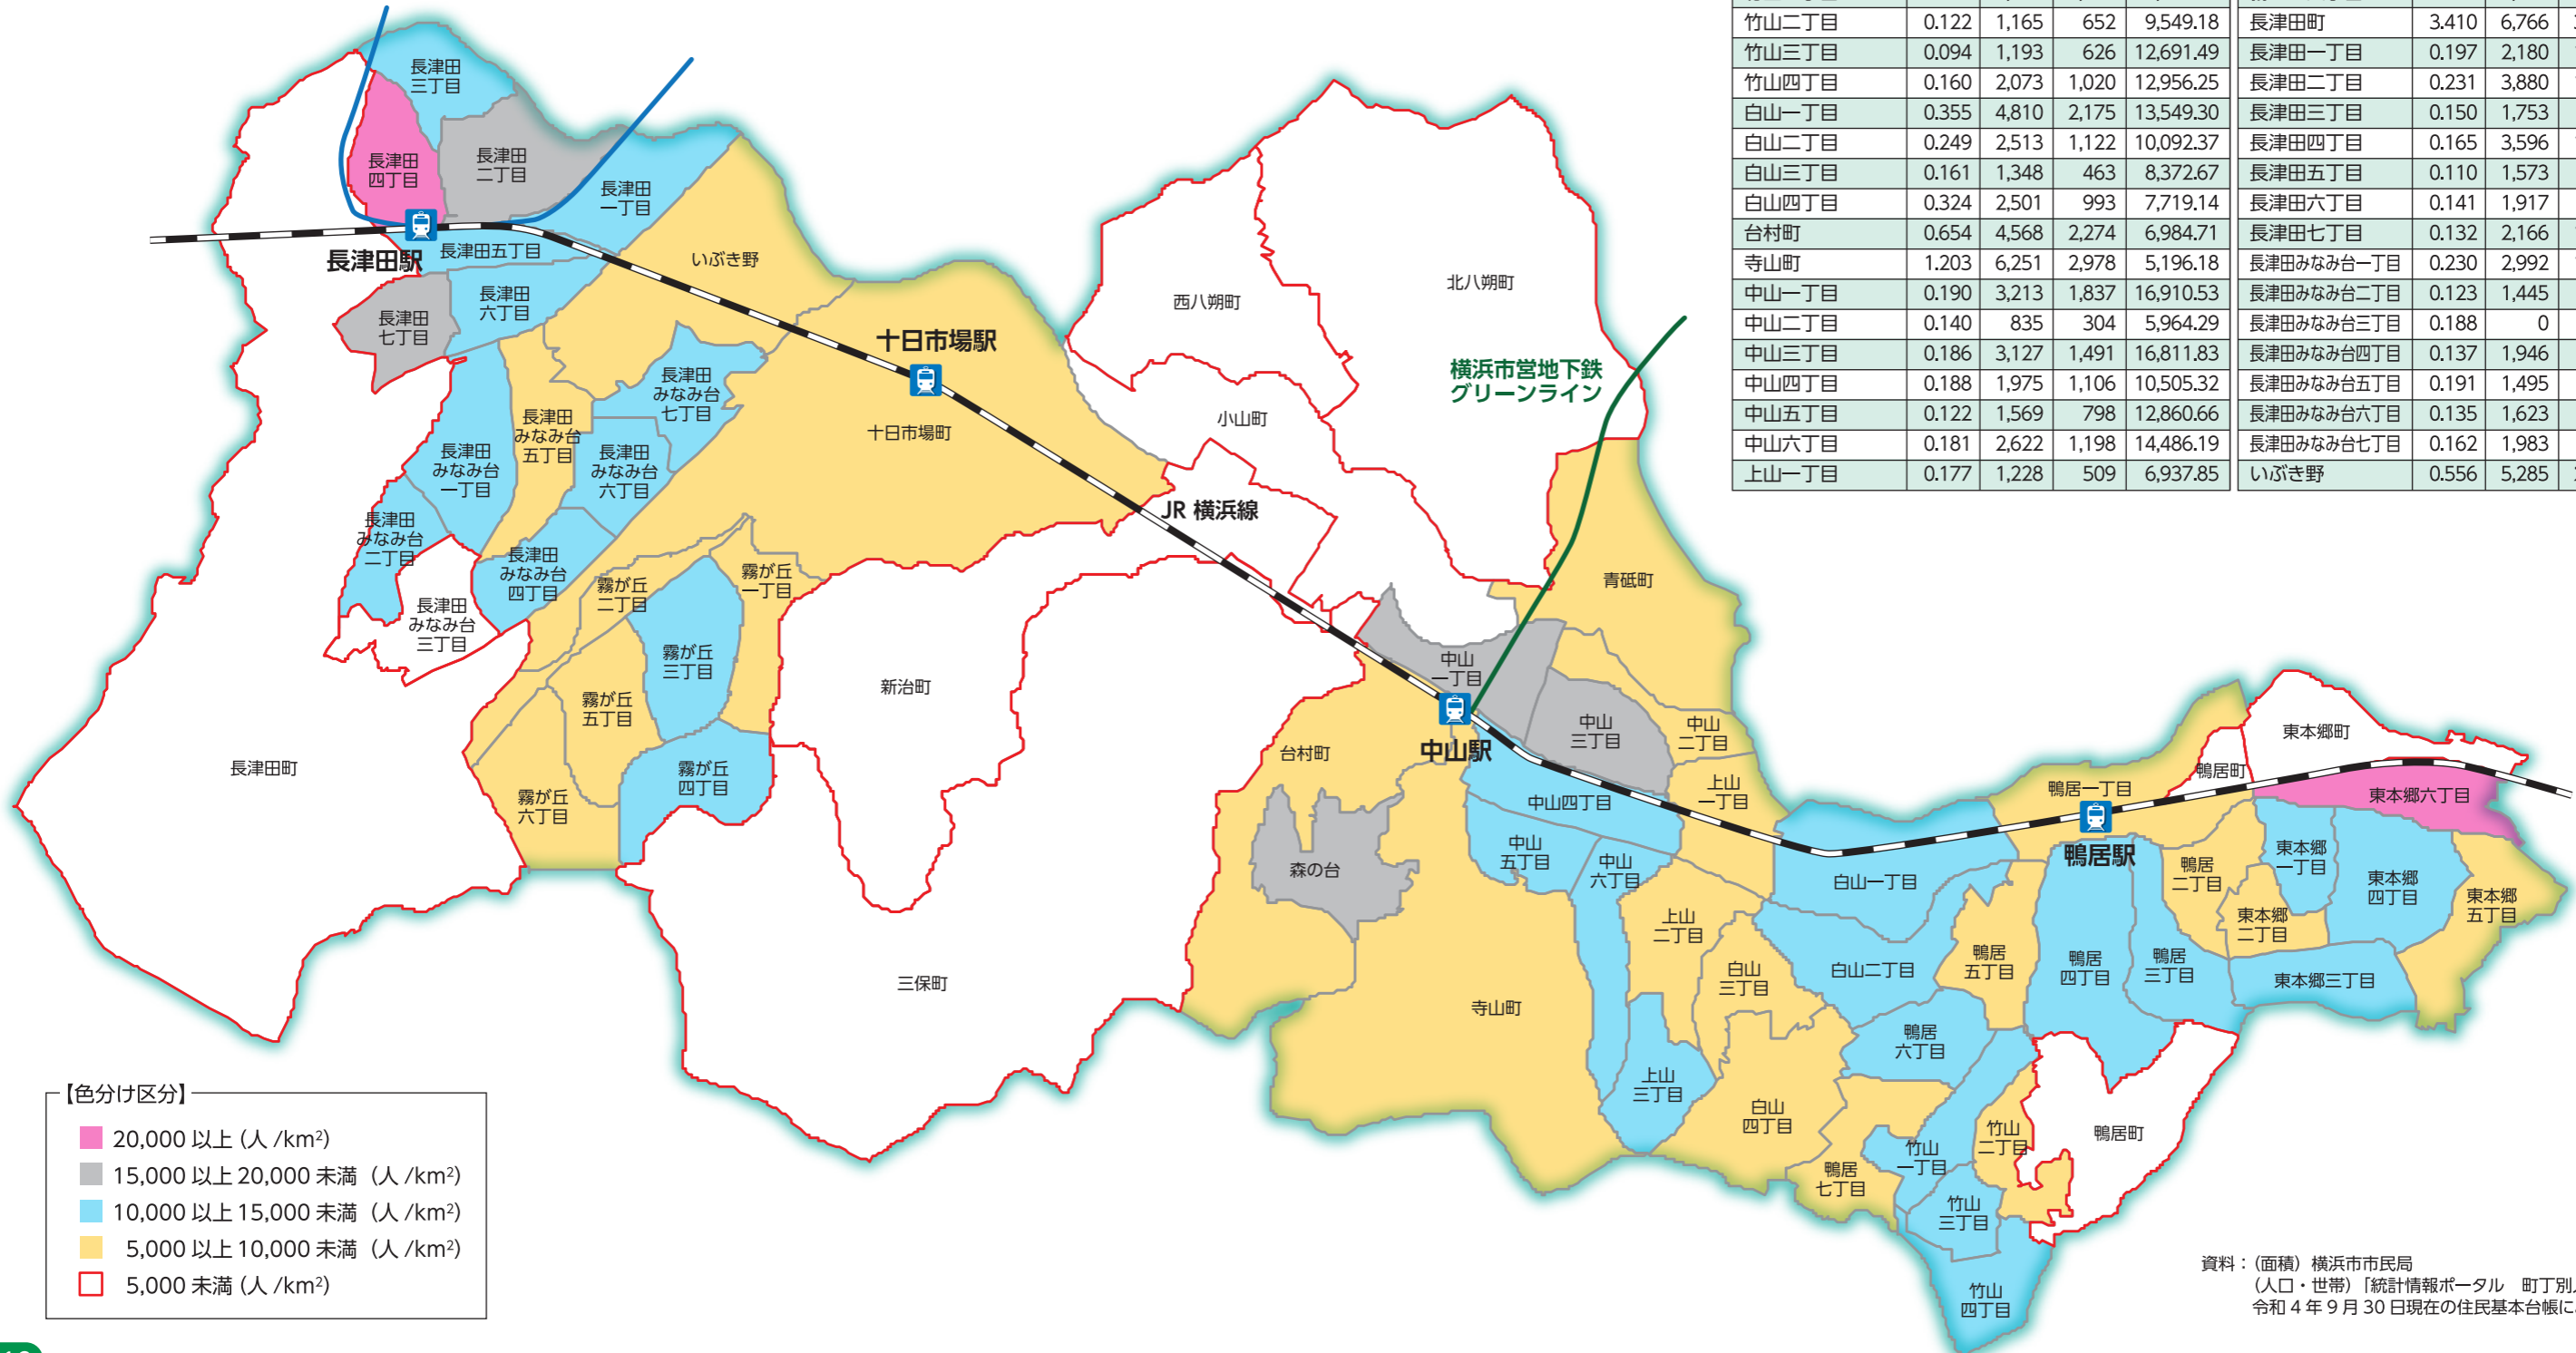 竹山二丁目 0.122 1,165 652 9,549.18
竹山三丁目 0.094 1,193 626 12,691.49
竹山四丁目 0.160 2,073 1,020 12,956.25
白山一丁目 0.355 4,810 2,175 13,549.30
白山二丁目 0.249 2,513 1,122 10,092.37
白山三丁目 0.161 1,348 463 8,372.67
白山四丁目 0.324 2,501 993 7,719.14
台村町 0.654 4,568 2,274 6,984.71
寺山町 1.203 6,251 2,978 5,196.18
中山一丁目 0.190 3,213 1,837 16,910.53
中山二丁目 0.140 835 304 5,964.29
中山三丁目 0.186 3,127 1,491 16,811.83
中山四丁目 0.188 1,975 1,106 10,505.32
中山五丁目 0.122 1,569 798 12,860.66
中山六丁目 0.181 2,622 1,198 14,486.19
上山一丁目 0.177 1,228 509 6,937.85
長津田町 3.410 6,766
長津田一丁目 0.197 2,180
長津田二丁目 0.231 3,880
長津田三丁目 0.150 1,753
長津田四丁目 0.165 3,596
長津田五丁目 0.110 1,573
長津田六丁目 0.141 1,917
長津田七丁目 0.132 2,166
長津田みなみ台一丁目 0.230 2,992
長津田みなみ台二丁目 0.123 1,445
長津田みなみ台三丁目 0.188 0
長津田みなみ台四丁目 0.137 1,946
長津田みなみ台五丁目 0.191 1,495
長津田みなみ台六丁目 0.135 1,623
長津田みなみ台七丁目 0.162 1,983
いぶき野 0.556 5,285
長津田
三丁目
長津田
四丁目
長津田
二丁目
長津田
一丁目
長津田駅
長津田五丁目
いぶき野
長津田
六丁目
長津田
七丁目
西八朔町
北八朔町
十日市場駅
長津田
みなみ台
七丁目
横浜市営地下鉄
グリーンライン
小山町
十日市場町
長津田
みなみ台
五丁目
長津田
みなみ台
一丁目
長津田
みなみ台
六丁目
JR 横浜線
長津田
みなみ台
二丁目
長津田
みなみ台
四丁目
長津田
みなみ台
三丁目
霧が丘
二丁目
霧が丘
一丁目
青砥町
霧が丘
三丁目
新治町
中山
一丁目
霧が丘
五丁目
中山
三丁目
中山
二丁目
中山駅
台村町
長津田町
霧が丘
四丁目
霧が丘
六丁目
上山
一丁目
中山四丁目
東本郷町
鴨居町
鴨居一丁目
東本郷六丁目
鴨居駅
森の台
中山
五丁目
中山
六丁目
白山一丁目
鴨居
二丁目
東本郷
一丁目
東本郷
四丁目
東本郷
五丁目
東本郷
二丁目
上山
二丁目
三保町
白山
三丁目
白山二丁目
鴨居
五丁目
鴨居
四丁目
鴨居
三丁目
東本郷三丁目
寺山町
鴨居
六丁目
上山
三丁目
白山
四丁目
竹山
二丁目
鴨居町
竹山
一丁目
鴨居
七丁目
竹山
三丁目
竹山
四丁目
【色分け区分】
20,000 以上 (人 /km²)
15,000 以上 20,000 未満 (人 /km²)
10,000 以上 15,000 未満 (人 /km²)
5,000 以上 10,000 未満 (人 /km²)
5,000 未満 (人 /km²)
資料：(面積) 横浜市市民局
(人口・世帯)「統計情報ポータル 町丁別
令和 4 年 9 月 30 日現在の住民基本台帳に